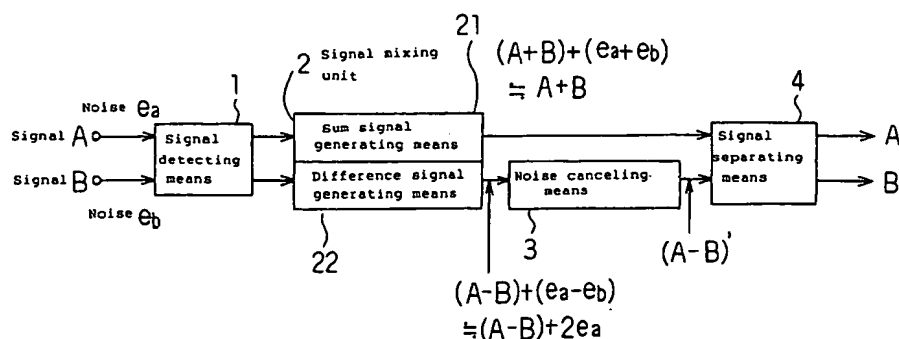 21
(A+B)+(ea+eb)
≒ A+B
2 Signal mixing
unit
1
4
Noise ea
Signal A
Signal
detecting
means
Sum signal
generating means
Signal
separating
means
A
Signal B
Difference signal
generating means
Noise canceling
means
B
Noise eb
22
3
(A-B)'
(A-B)+(ea-eb)
≒(A-B)+2ea